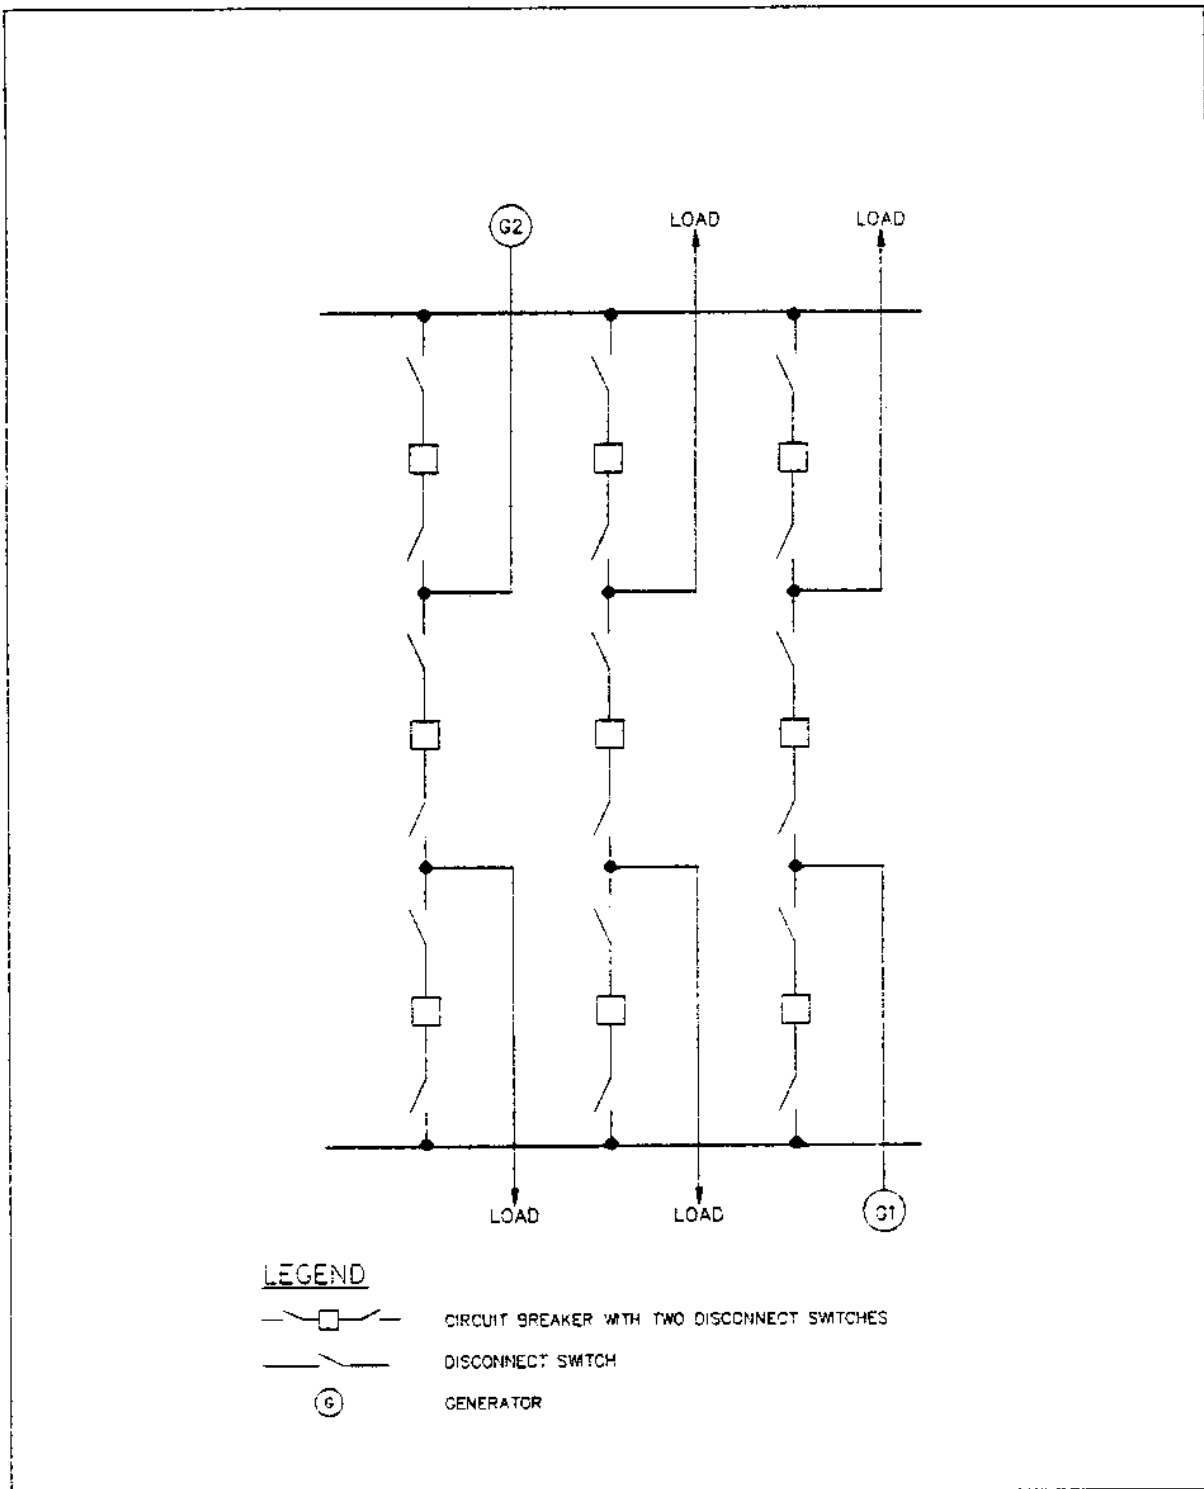 G2
LOAD
LOAD
LOAD
LOAD
G1
LEGEND
CIRCUIT BREAKER WITH TWO DISCONNECT SWITCHES
DISCONNECT SWITCH
G
GENERATOR